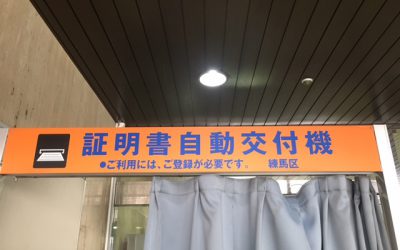 証明書自動交付機
●ご利用には、ご登録が必要です。 練馬区